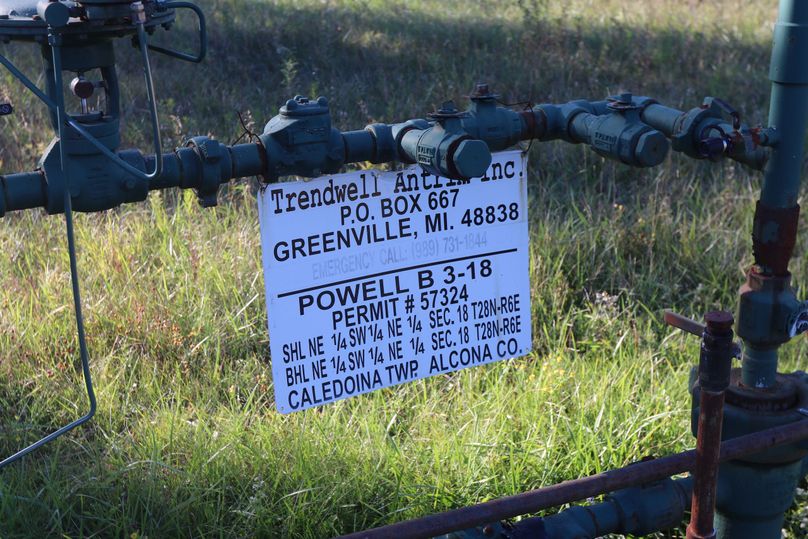 Trendwell Antrim Inc.
P.O. BOX 667
GREENVILLE, MI. 48838
EMERGENCY CALL: (989) 731-1844
POWELL B 3-18
PERMIT # 57324
SHL NE 1/4 SW 1/4 NE 1/4 SEC. 18 T28N-R6E
BHL NE 1/4 SW 1/4 NE 1/4 SEC. 18 T28N-R6E
CALEDOINA TWP. ALCONA CO.